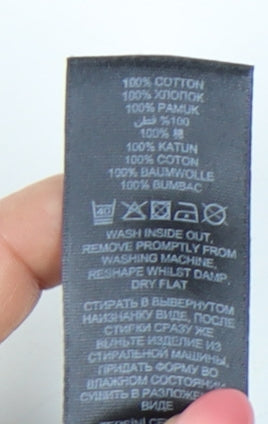 100% COTTON
100% ХЛОПОК
100% PAMUK
%100 قطن
100% 棉
100% KATUN
100% COTON
100% BAUMWOLLE
100% BUMBAC
40
WASH INSIDE OUT,
REMOVE PROMPTLY FROM
WASHING MACHINE,
RESHAPE WHILST DAMP,
DRY FLAT
СТИРАТЬ В ВЫВЕРНУТОМ
НАИЗНАНКУ ВИДЕ, ПОСЛЕ
СТИРКИ СРАЗУ ЖЕ
ВЫНЬТЕ ИЗДЕЛИЕ ИЗ
СТИРАЛЬНОЙ МАШИНЫ,
ПРИДАТЬ ФОРМУ ВО
ВЛАЖНОМ СОСТОЯНИИ
СУШИТЬ В
ВИДЕ